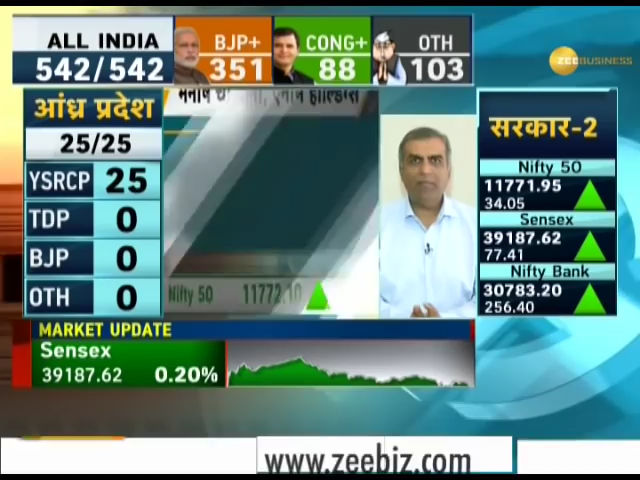 ALL INDIA
542/542
BJP+
351
CONG+
88
OTH
103
ZEEBUSINESS
आंध्र प्रदेश
25/25
YSRCP 25
TDP 0
BJP 0
OTH 0
Nifty 50
सरकार-2
Nifty 50
11771.95
34.05
Sensex
39187.62
77.41
Nifty Bank
30783.20
256.40
MARKET UPDATE
Sensex
39187.62 0.20%
www.zeebiz.com